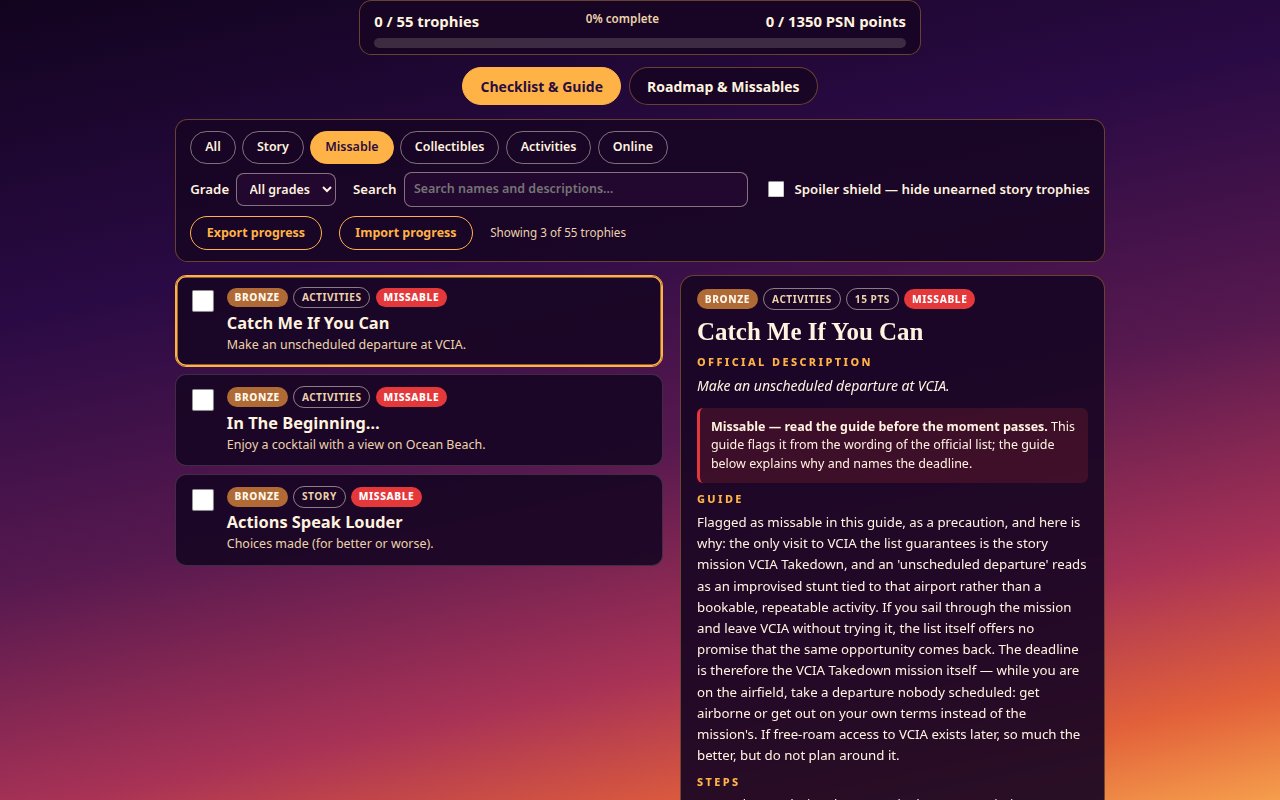 0 / 55 trophies
0% complete
0 / 1350 PSN points
Checklist & Guide
Roadmap & Missables
All
Story
Missable
Collectibles
Activities
Online
Grade
All grades
Search
Search names and descriptions...
Spoiler shield — hide unearned story trophies
Export progress
Import progress
Showing 3 of 55 trophies
BRONZE
ACTIVITIES
MISSABLE
Catch Me If You Can
Make an unscheduled departure at VCIA.
BRONZE
ACTIVITIES
MISSABLE
In The Beginning...
Enjoy a cocktail with a view on Ocean Beach.
BRONZE
STORY
MISSABLE
Actions Speak Louder
Choices made (for better or worse).
BRONZE
ACTIVITIES
15 PTS
MISSABLE
Catch Me If You Can
OFFICIAL DESCRIPTION
Make an unscheduled departure at VCIA.
Missable — read the guide before the moment passes. This
guide flags it from the wording of the official list; the guide
below explains why and names the deadline.
GUIDE
Flagged as missable in this guide, as a precaution, and here is
why: the only visit to VCIA the list guarantees is the story
mission VCIA Takedown, and an 'unscheduled departure' reads
as an improvised stunt tied to that airport rather than a
bookable, repeatable activity. If you sail through the mission
and leave VCIA without trying it, the list itself offers no
promise that the same opportunity comes back. The deadline
is therefore the VCIA Takedown mission itself — while you are
on the airfield, take a departure nobody scheduled: get
airborne or get out on your own terms instead of the
mission's. If free-roam access to VCIA exists later, so much the
better, but do not plan around it.
STEPS